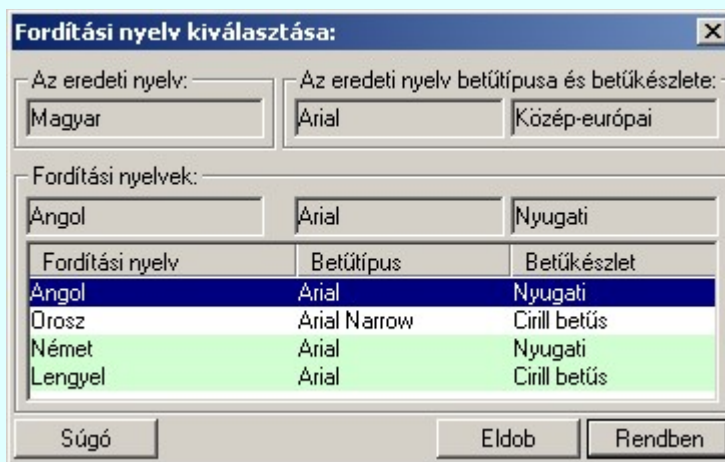 Fordítási nyelv kiválasztása:
Az eredeti nyelv: Az eredeti nyelv betűtípusa és betűkészlete:
Magyar Arial Közép-európai
Fordítási nyelvek:
Angol Arial Nyugati
Fordítási nyelv Betűtípus Betűkészlet
Angol Arial Nyugati
Orosz Arial Narrow Cirill betűs
Német Arial Nyugati
Lengyel Arial Cirill betűs
Súgó Eldob Rendben